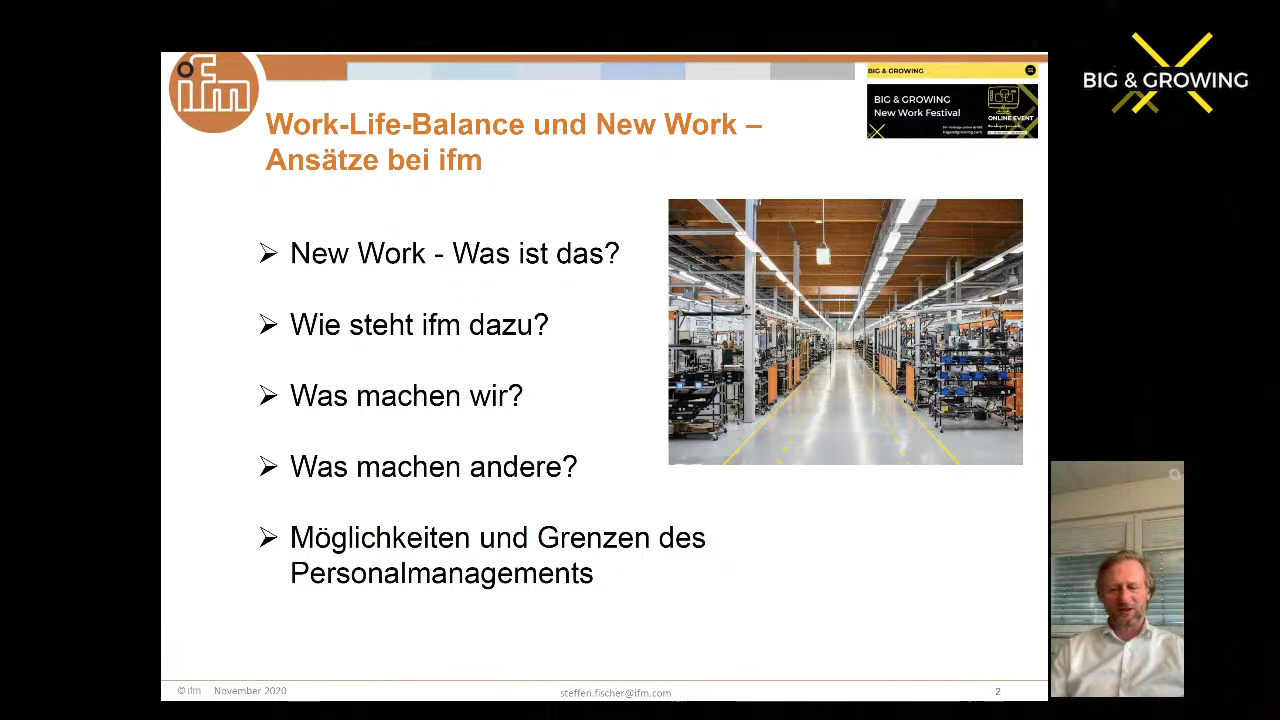 ifm
Work-Life-Balance und New Work –
Ansätze bei ifm
BIG & GROWING
BIG & GROWING
New Work Festival
ONLINE EVENT
bigandgrowing.com
BIG & GROWING
➢ New Work - Was ist das?
➢ Wie steht ifm dazu?
➢ Was machen wir?
➢ Was machen andere?
➢ Möglichkeiten und Grenzen des
Personalmanagements
© ifm November 2020
steffen.fischer@ifm.com
2